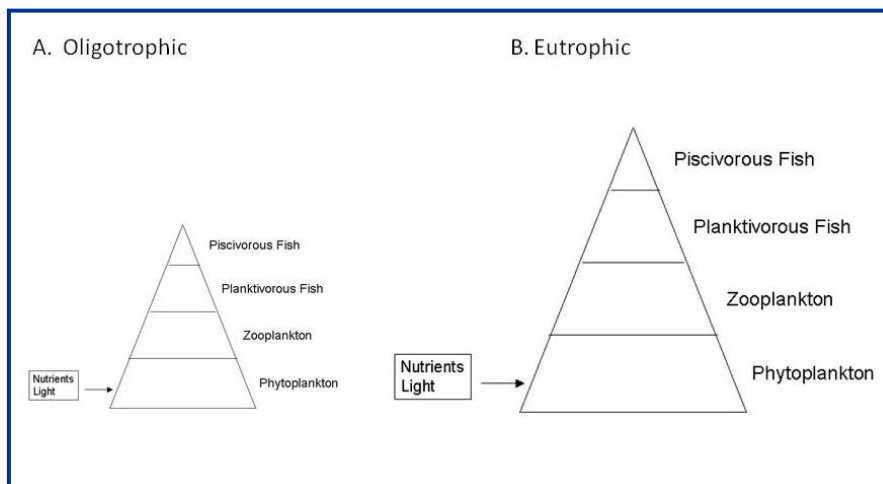 A. Oligotrophic
Piscivorous Fish
Planktivorous Fish
Zooplankton
Nutrients
Light
Phytoplankton
B. Eutrophic
Piscivorous Fish
Planktivorous Fish
Zooplankton
Nutrients
Light
Phytoplankton